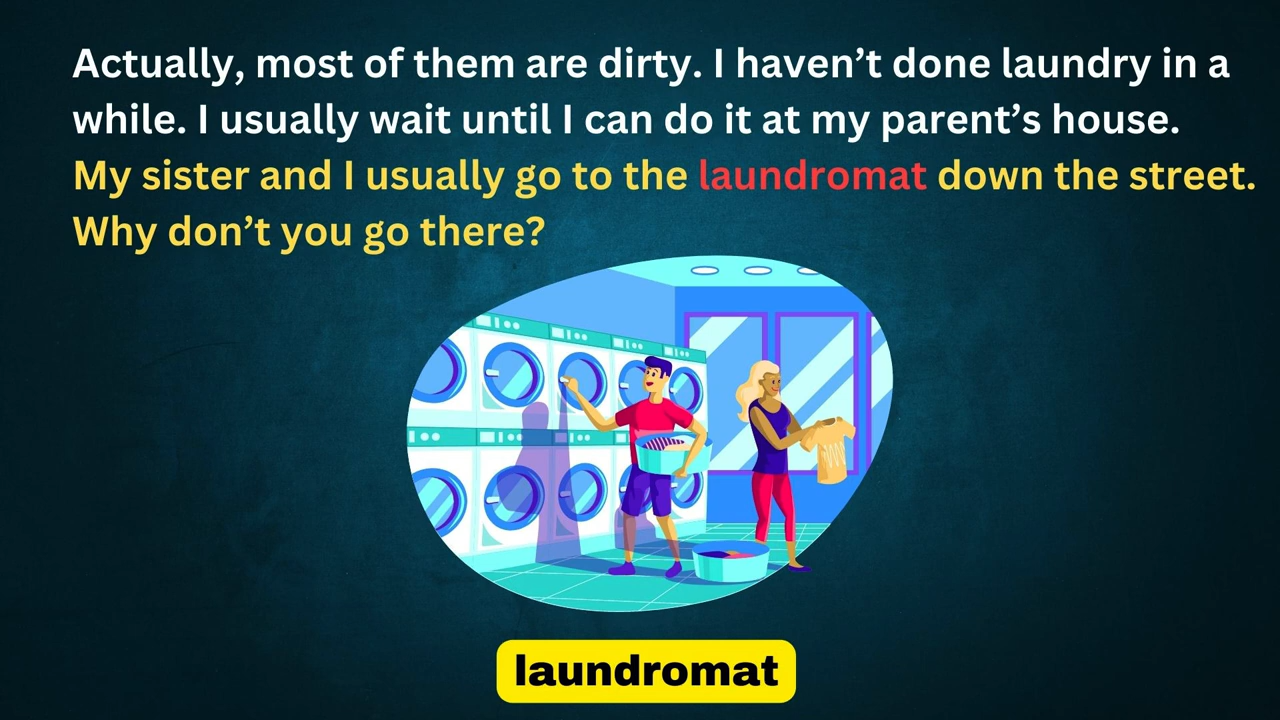 Actually, most of them are dirty. I haven’t done laundry in a
while. I usually wait until I can do it at my parent’s house.
My sister and I usually go to the laundromat down the street.
Why don’t you go there?
laundromat